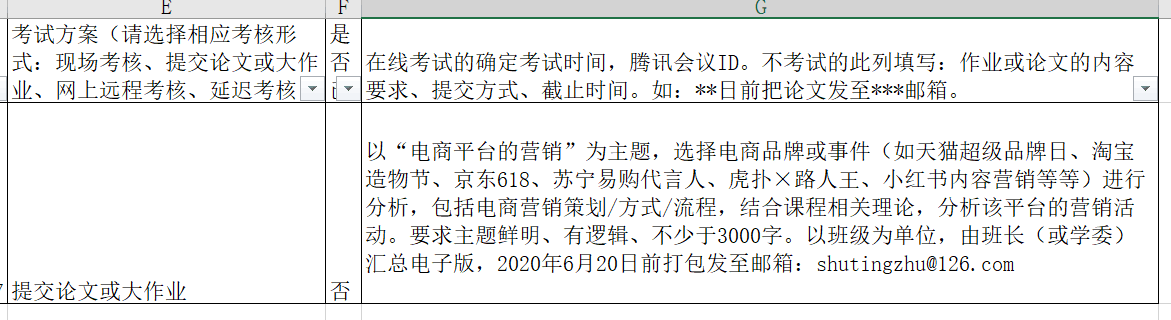 E
F
G
考试方案（请选择相应考核形
式：现场考核、提交论文或大作
业、网上远程考核、延迟考核
是
否
在线考试的确定考试时间，腾讯会议ID。不考试的此列填写：作业或论文的内容
要求、提交方式、截止时间。如：**日前把论文发至***邮箱。
提交论文或大作业
否
以“电商平台的营销”为主题，选择电商品牌或事件（如天猫超级品牌日、淘宝
造物节、京东618、苏宁易购代言人、虎扑×路人王、小红书内容营销等等）进行
分析，包括电商营销策划/方式/流程，结合课程相关理论，分析该平台的营销活
动。要求主题鲜明、有逻辑、不少于3000字。以班级为单位，由班长（或学委）
汇总电子版，2020年6月20日前打包发至邮箱：shutingzhu@126.com